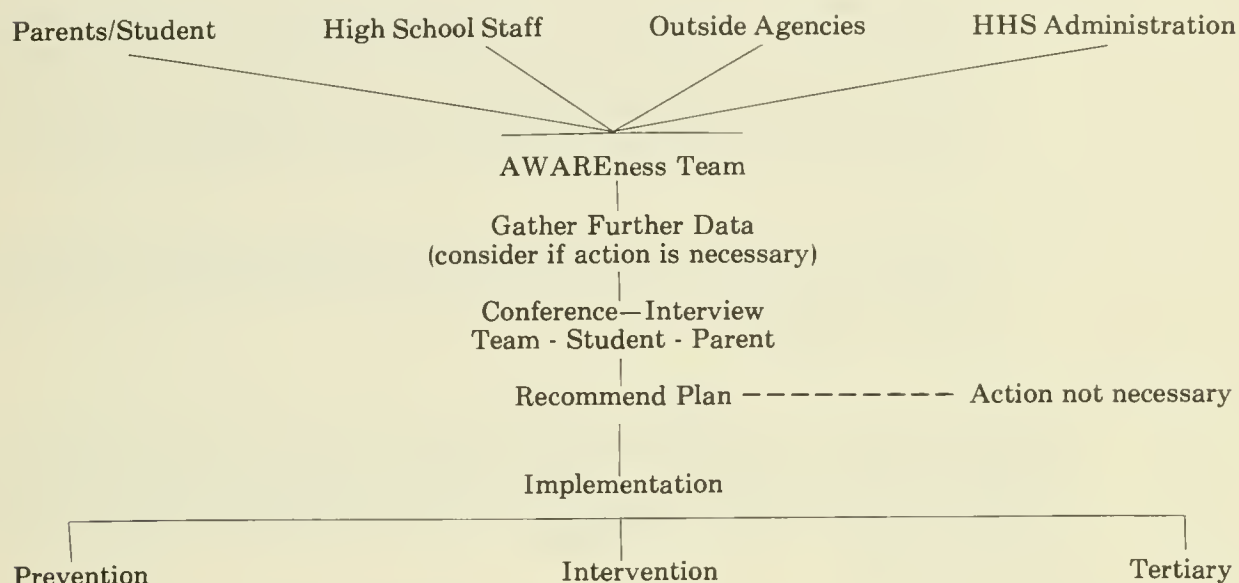 Parents/Student High School Staff Outside Agencies HHS Administration
AWAREness Team
Gather Further Data
(consider if action is necessary)
Conference—Interview
Team - Student - Parent
Recommend Plan Action not necessary
Implementation
Prevention Intervention Tertiary